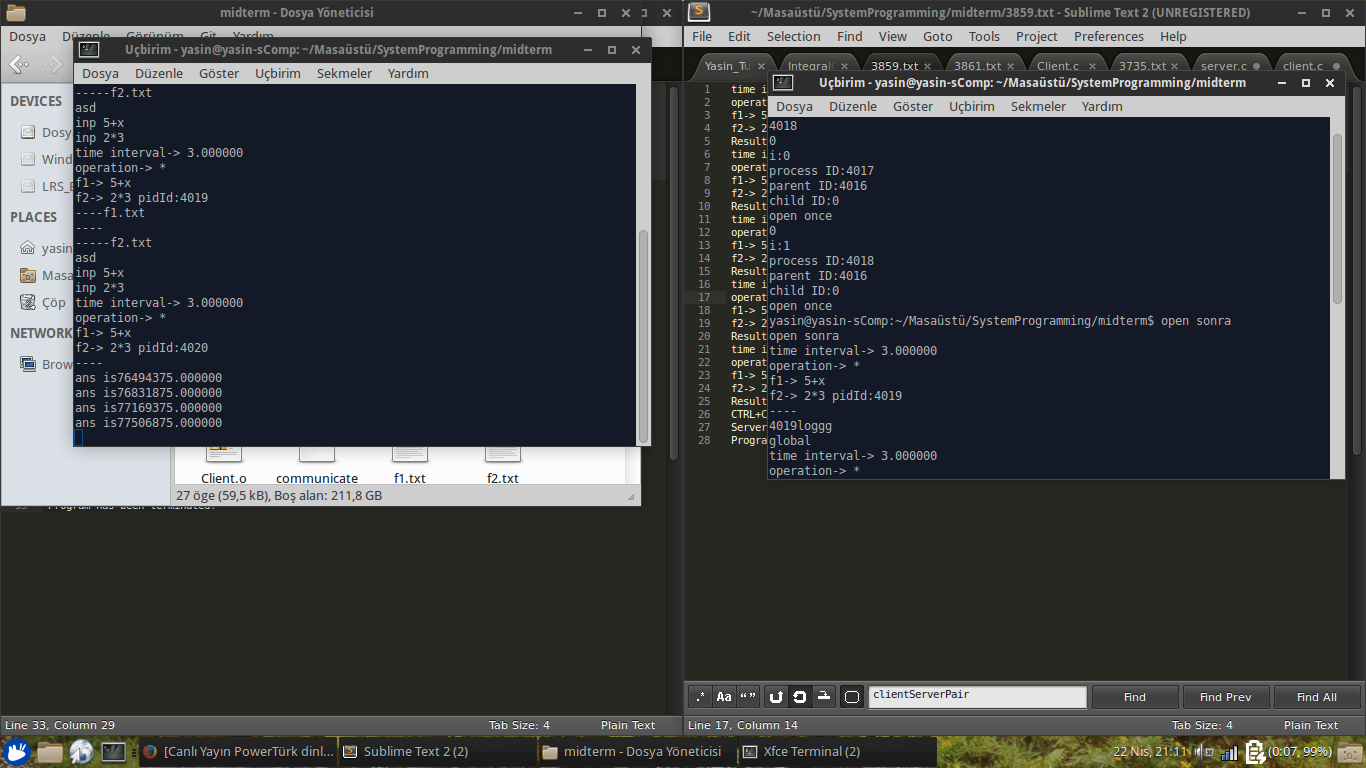 midterm - Dosya Yöneticisi
Dosya Düzenle Görünüm Git Yardım
DEVICES
Dosy
Wind
LRS_E
PLACES
yasin
Masa
Çöp
NETWORK
Brow
Client.o communicate f1.txt f2.txt
27 öge (59,5 kB), Boş alan: 211,8 GB
Program has been terminated.
Line 33, Column 29 Tab Size: 4 Plain Text
Uçbirim - yasin@yasin-sComp: ~/Masaüstü/SystemProgramming/midterm
Dosya Düzenle Göster Uçbirim Sekmeler Yardım
-----f2.txt
asd
inp 5+x
inp 2*3
time interval-> 3.000000
operation-> *
f1-> 5+x
f2-> 2*3 pidId:4019
----f1.txt
----
-----f2.txt
asd
inp 5+x
inp 2*3
time interval-> 3.000000
operation-> *
f1-> 5+x
f2-> 2*3 pidId:4020
----
ans is76494375.000000
ans is76831875.000000
ans is77169375.000000
ans is77506875.000000
~/Masaüstü/SystemProgramming/midterm/3859.txt - Sublime Text 2 (UNREGISTERED)
File Edit Selection Find View Goto Tools Project Preferences Help
Yasin_Tu Integral 3859.txt 3861.txt Client.c 3735.txt server.c client.c
1 time i
2 operat
3 f1-> 5
4 f2-> 2
5 Result
6 time i
7 operat
8 f1-> 5
9 f2-> 2
10 Result
11 time i
12 operat
13 f1-> 5
14 f2-> 2
15 Result
16 time i
17 operat
18 f1-> 5
19 f2-> 2
20 Result
21 time i
22 operat
23 f1-> 5
24 f2-> 2
25 Result
26 CTRL+C
27 Server
28 Progra
Uçbirim - yasin@yasin-sComp: ~/Masaüstü/SystemProgramming/midterm
Dosya Düzenle Göster Uçbirim Sekmeler Yardım
4018
0
i:0
process ID:4017
parent ID:4016
child ID:0
open once
0
i:1
process ID:4018
parent ID:4016
child ID:0
open once
yasin@yasin-sComp:~/Masaüstü/SystemProgramming/midterm$ open sonra
open sonra
time interval-> 3.000000
operation-> *
f1-> 5+x
f2-> 2*3 pidId:4019
----
4019loggg
global
time interval-> 3.000000
operation-> *
.* Aa “ ” clientServerPair Find Find Prev Find All
Line 17, Column 14 Tab Size: 4 Plain Text
[Canlı Yayın PowerTürk dinl... Sublime Text 2 (2) midterm - Dosya Yöneticisi Xfce Terminal (2) 22 Nis, 21:11 (0:07, 99%)